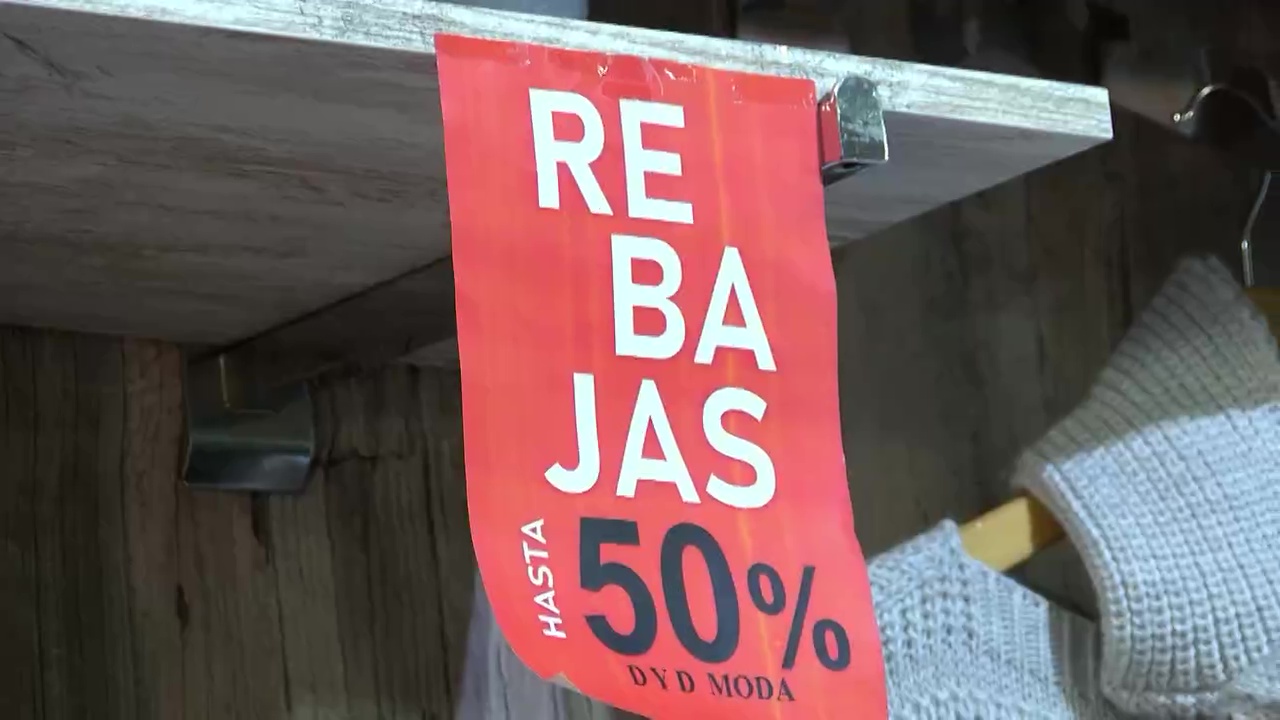 RE
BA
JAS
HASTA
50%
DYD MODA